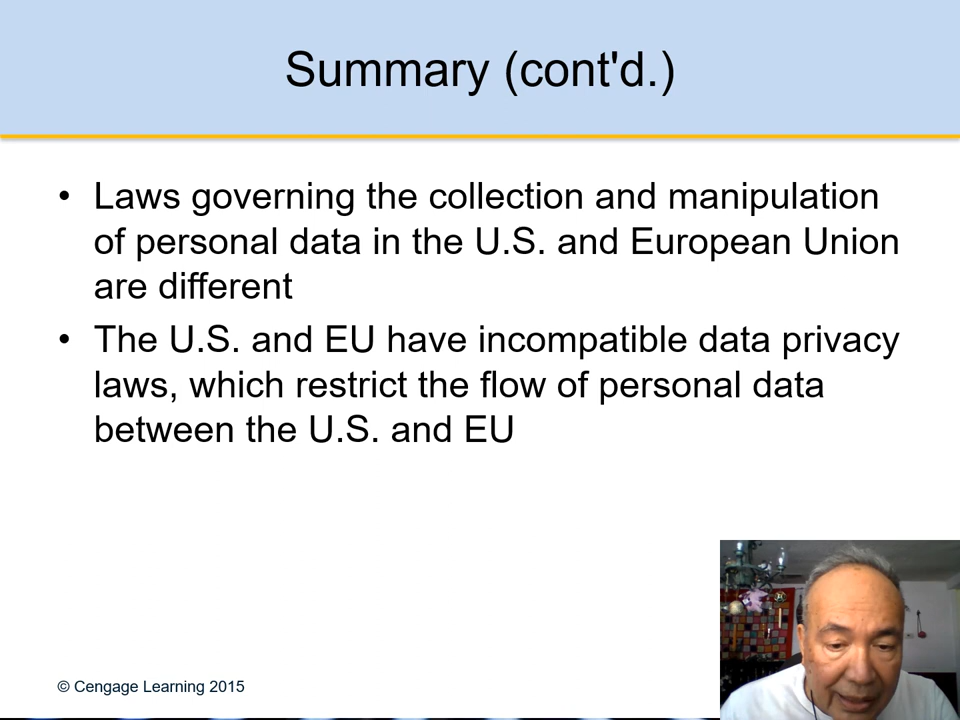 Summary (cont'd.)
• Laws governing the collection and manipulation
of personal data in the U.S. and European Union
are different
• The U.S. and EU have incompatible data privacy
laws, which restrict the flow of personal data
between the U.S. and EU
© Cengage Learning 2015